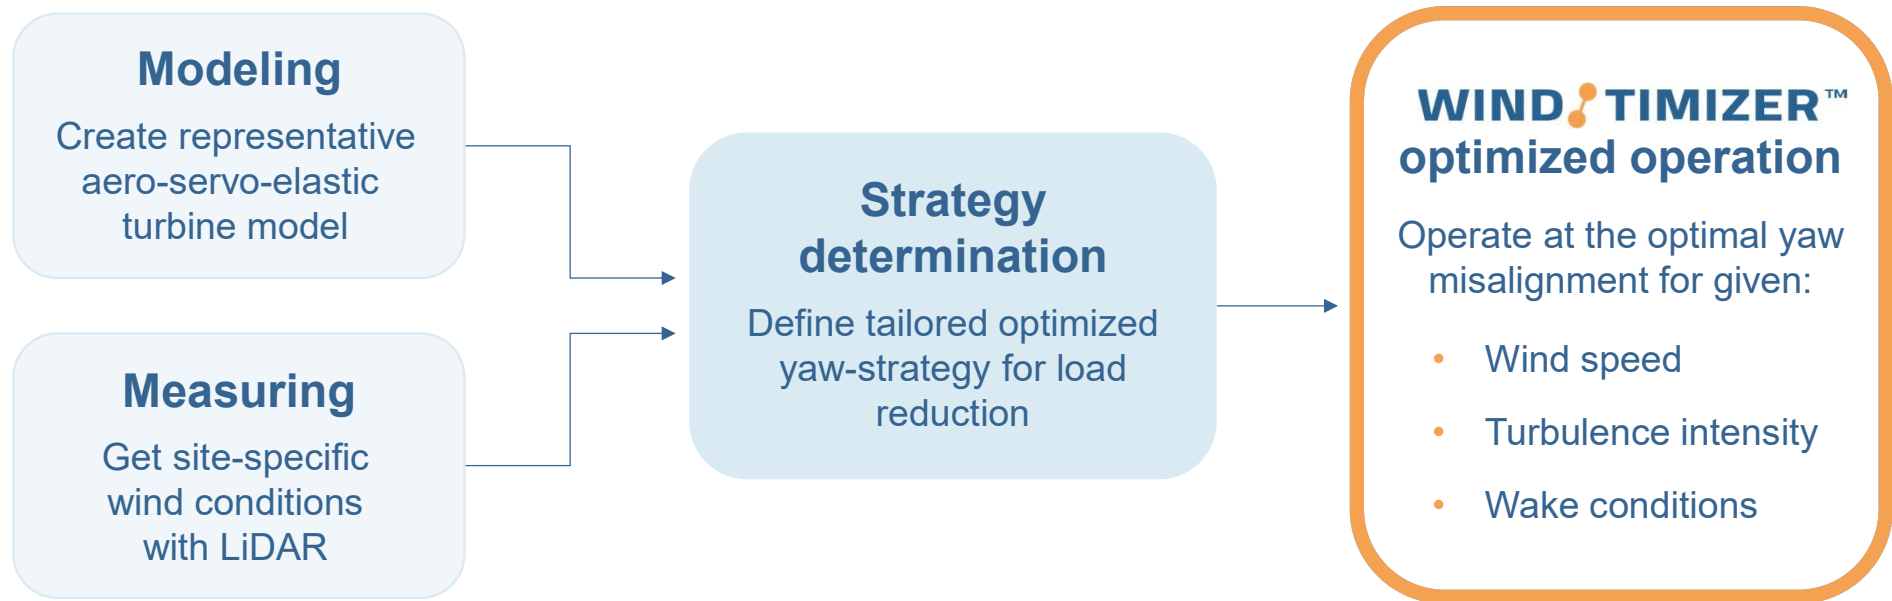 Modeling
Create representative
aero-servo-elastic
turbine model
Measuring
Get site-specific
wind conditions
with LiDAR
Strategy
determination
Define tailored optimized
yaw-strategy for load
reduction
WIND TIMIZER™
optimized operation
Operate at the optimal yaw
misalignment for given:
• Wind speed
• Turbulence intensity
• Wake conditions